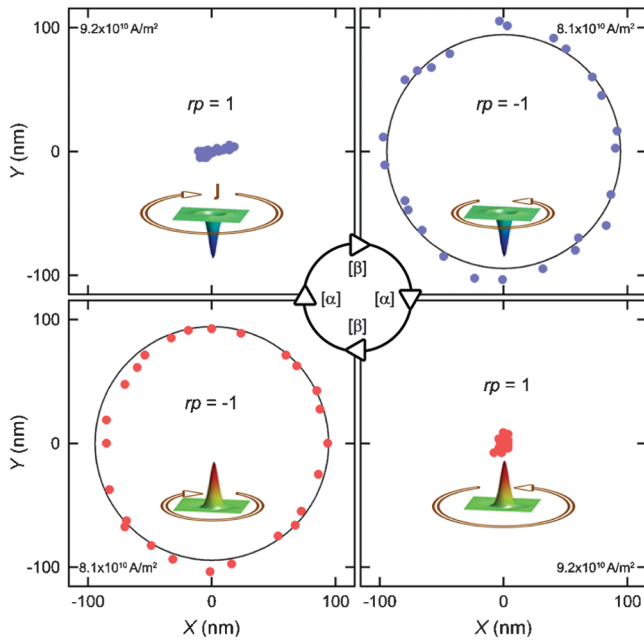 9.2x10¹⁰ A/m²
rp = 1
J
100
0
-100
Y (nm)
8.1x10¹⁰ A/m²
rp = -1
[β]
[α]
[α]
[β]
100
0
-100
Y (nm)
rp = -1
8.1x10¹⁰ A/m²
rp = 1
9.2x10¹⁰ A/m²
-100
0
100
-100
0
100
X (nm)
X (nm)